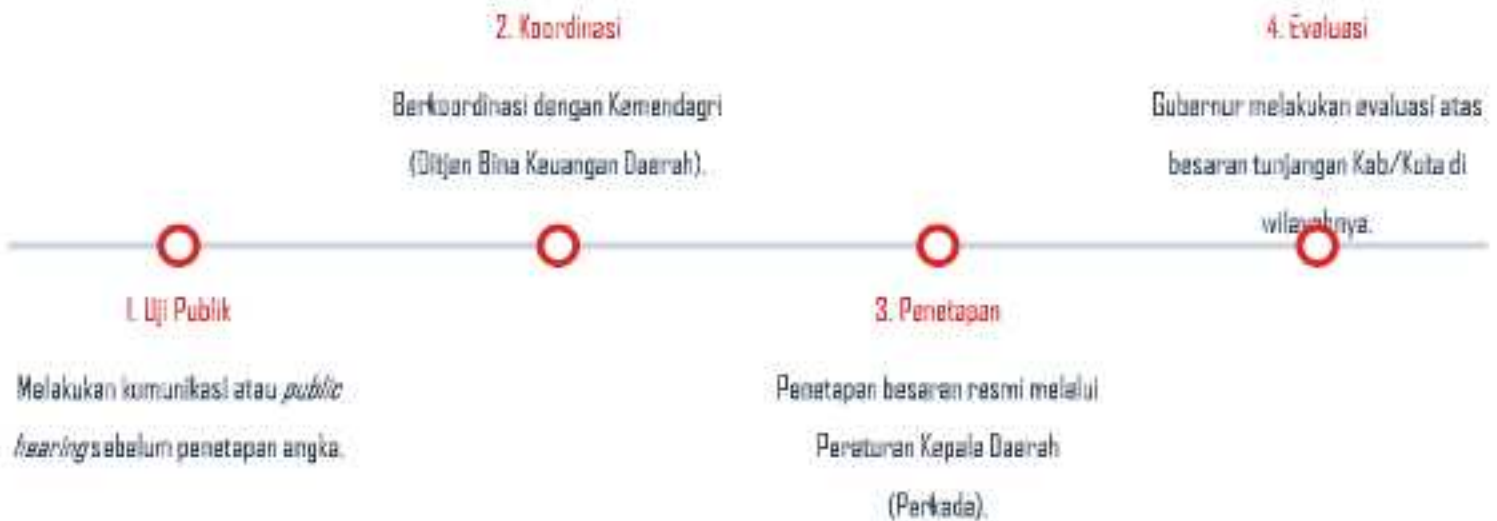 1. Uji Publik
Melakukan komunikasi atau public
hearing sebelum penetapan angka.
2. Koordinasi
Berkoordinasi dengan Kemendagri
(Ditjen Bina Keuangan Daerah).
3. Penetapan
Penetapan besaran resmi melalui
Peraturan Kepala Daerah
(Perkada).
4. Evaluasi
Gubernur melakukan evaluasi atas
besaran tunjangan Kab/Kota di
wilayahnya.